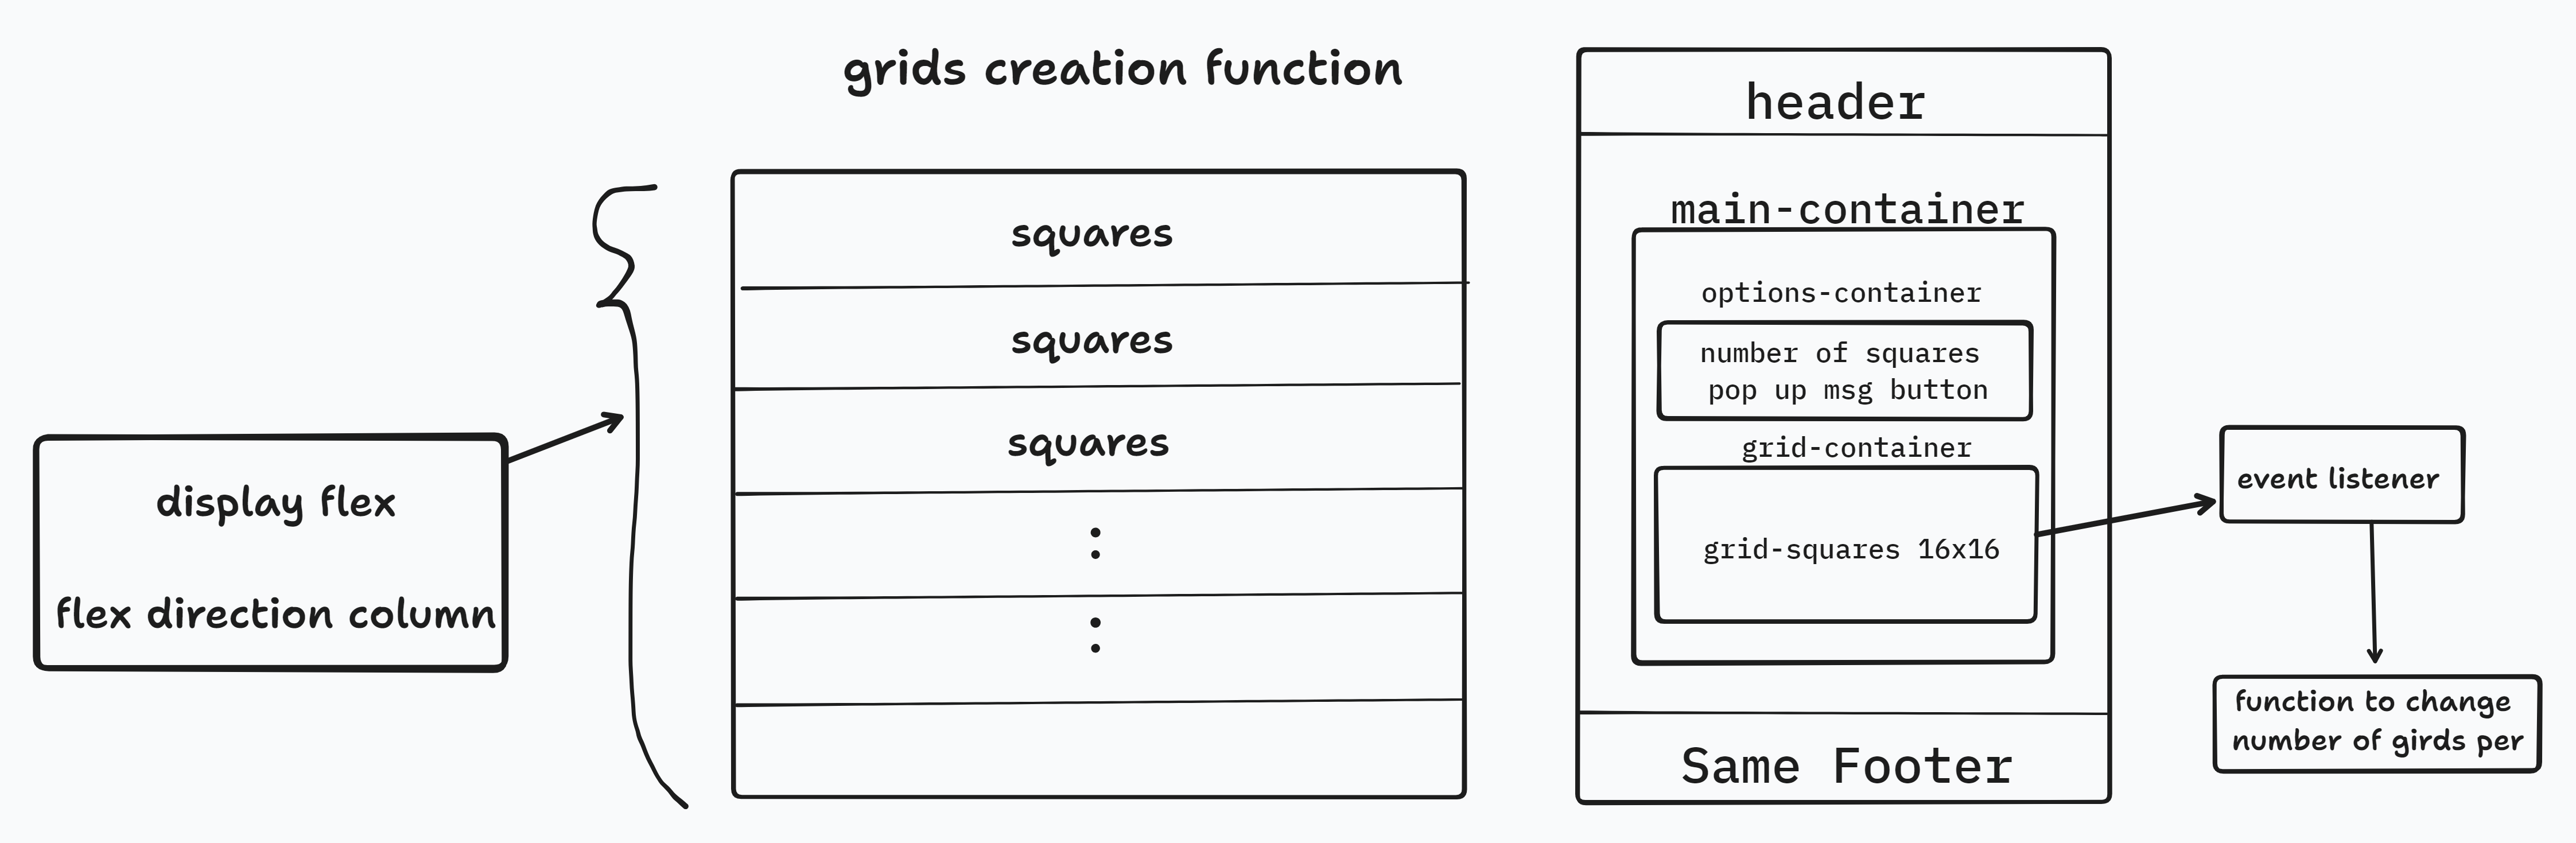 grids creation function
squares
squares
squares
:
:
display flex
flex direction column
header
main-container
options-container
number of squares
pop up msg button
grid-container
grid-squares 16x16
Same Footer
event listener
function to change
number of girds per